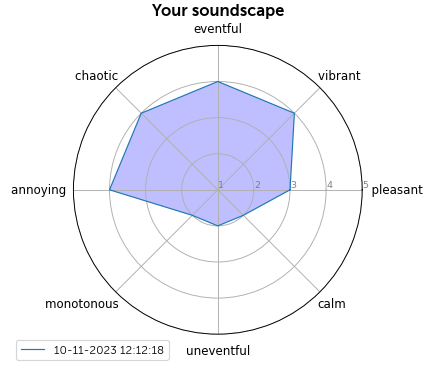 Your soundscape
eventful
chaotic
vibrant
annoying
1 2 3 4 5
pleasant
monotonous
calm
uneventful
10-11-2023 12:12:18